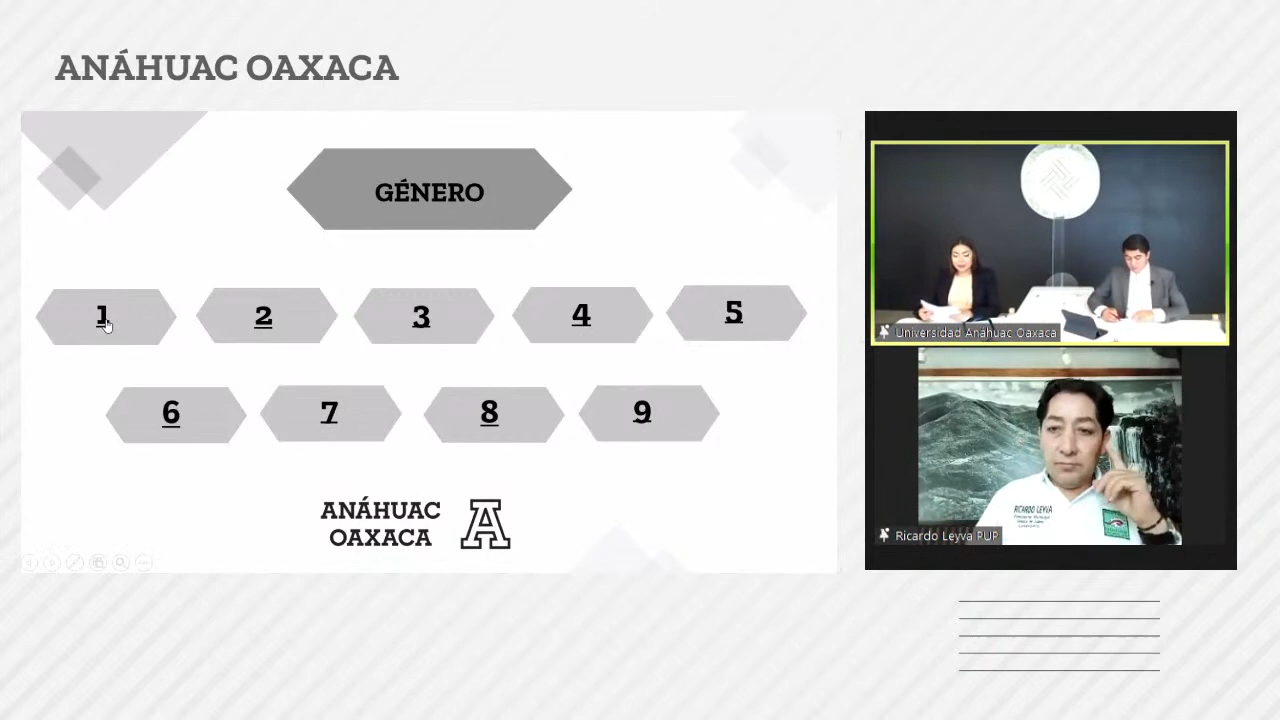 ANÁHUAC OAXACA
GÉNERO
1
2
3
4
5
6
7
8
9
ANÁHUAC
OAXACA
A
Universidad Anáhuac Oaxaca
RICARDO LEYVA
Ricardo Leyva PUP